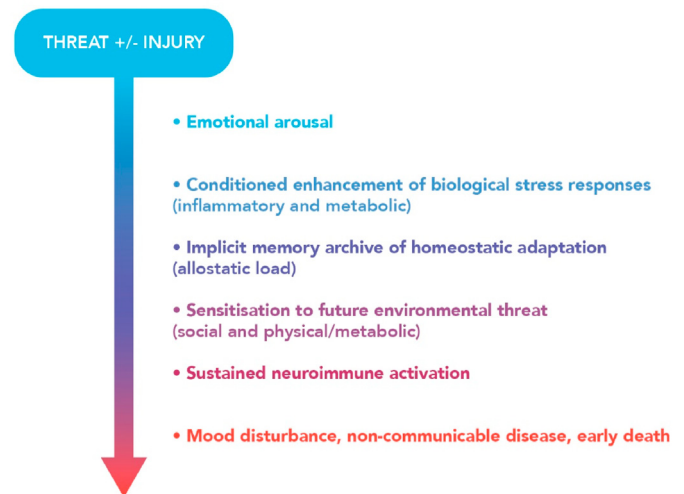 THREAT +/- INJURY
• Emotional arousal
• Conditioned enhancement of biological stress responses
(inflammatory and metabolic)
• Implicit memory archive of homeostatic adaptation
(allostatic load)
• Sensitisation to future environmental threat
(social and physical/metabolic)
• Sustained neuroimmune activation
• Mood disturbance, non-communicable disease, early death